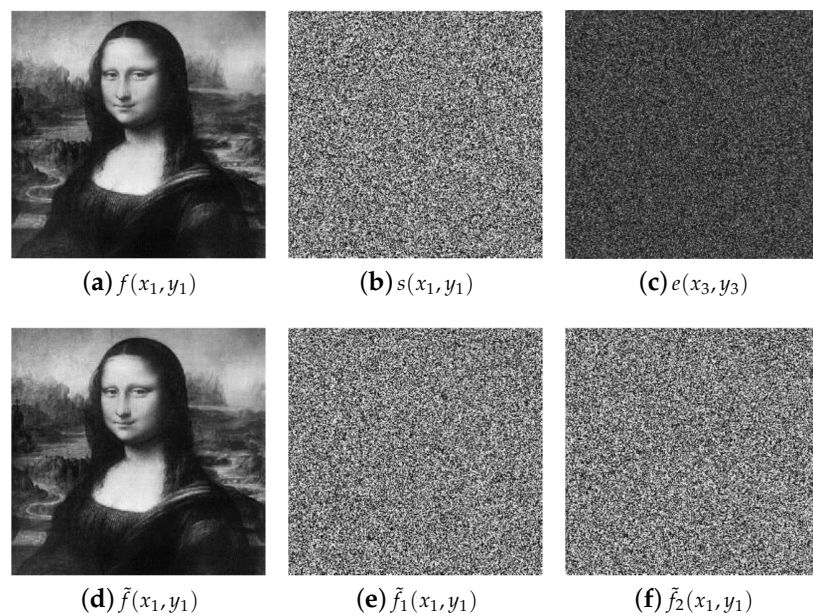 (a) f(x₁, y₁)
(b) s(x₁, y₁)
(c) e(x₃, y₃)
(d) f̃(x₁, y₁)
(e) f̃₁(x₁, y₁)
(f) f̃₂(x₁, y₁)